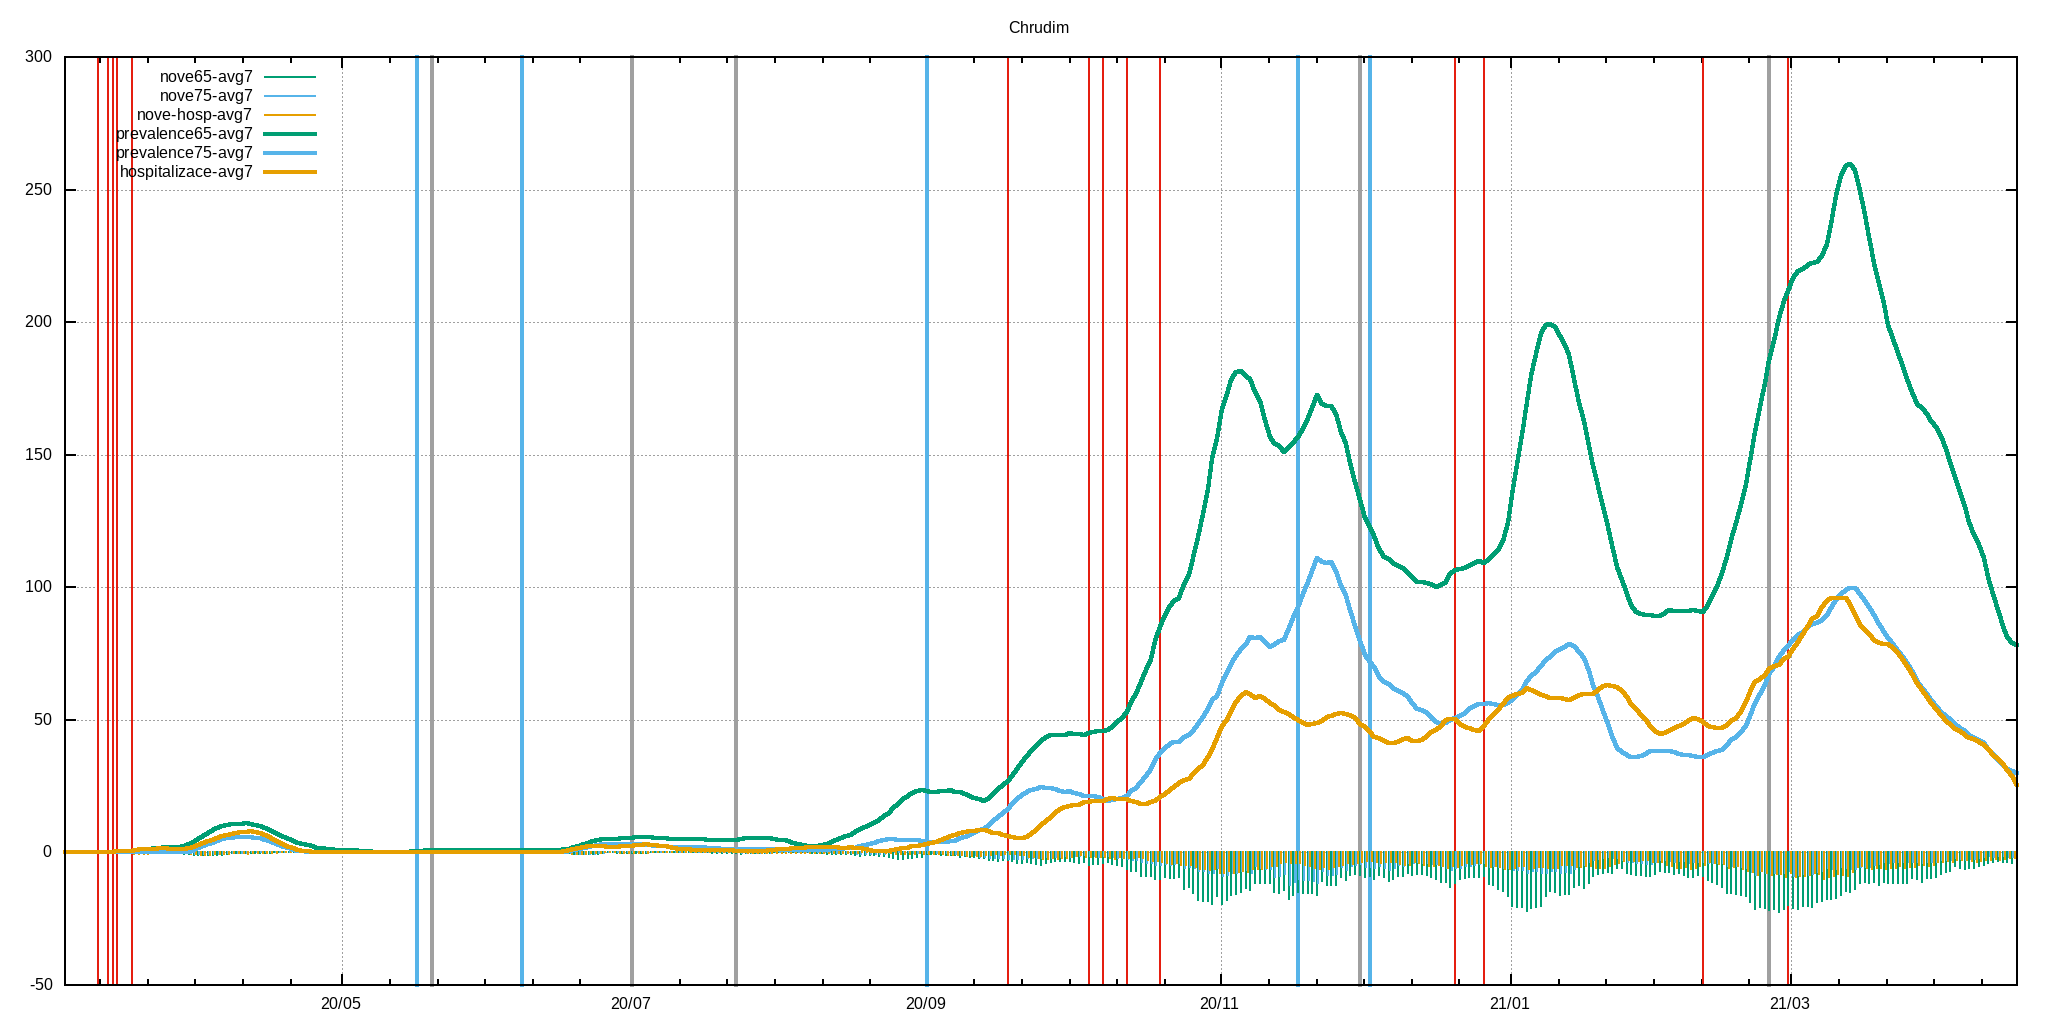 Chrudim
300
250
200
150
100
50
0
-50
nove65-avg7
nove75-avg7
nove-hosp-avg7
prevalence65-avg7
prevalence75-avg7
hospitalizace-avg7
20/05 20/07 20/09 20/11 21/01 21/03